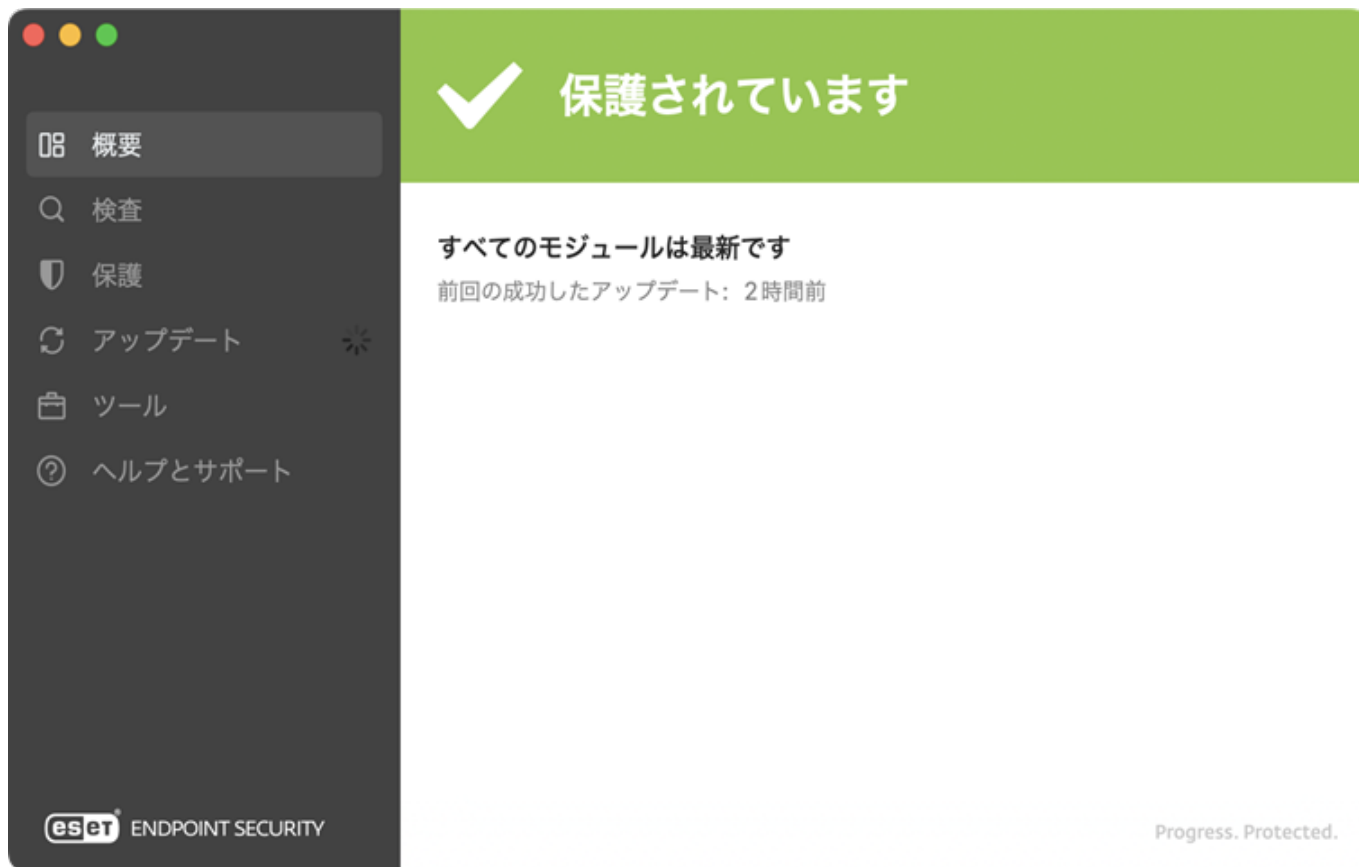 概要
検査
保護
アップデート
ツール
ヘルプとサポート
eset® ENDPOINT SECURITY
保護されています
すべてのモジュールは最新です
前回の成功したアップデート: 2時間前
Progress. Protected.